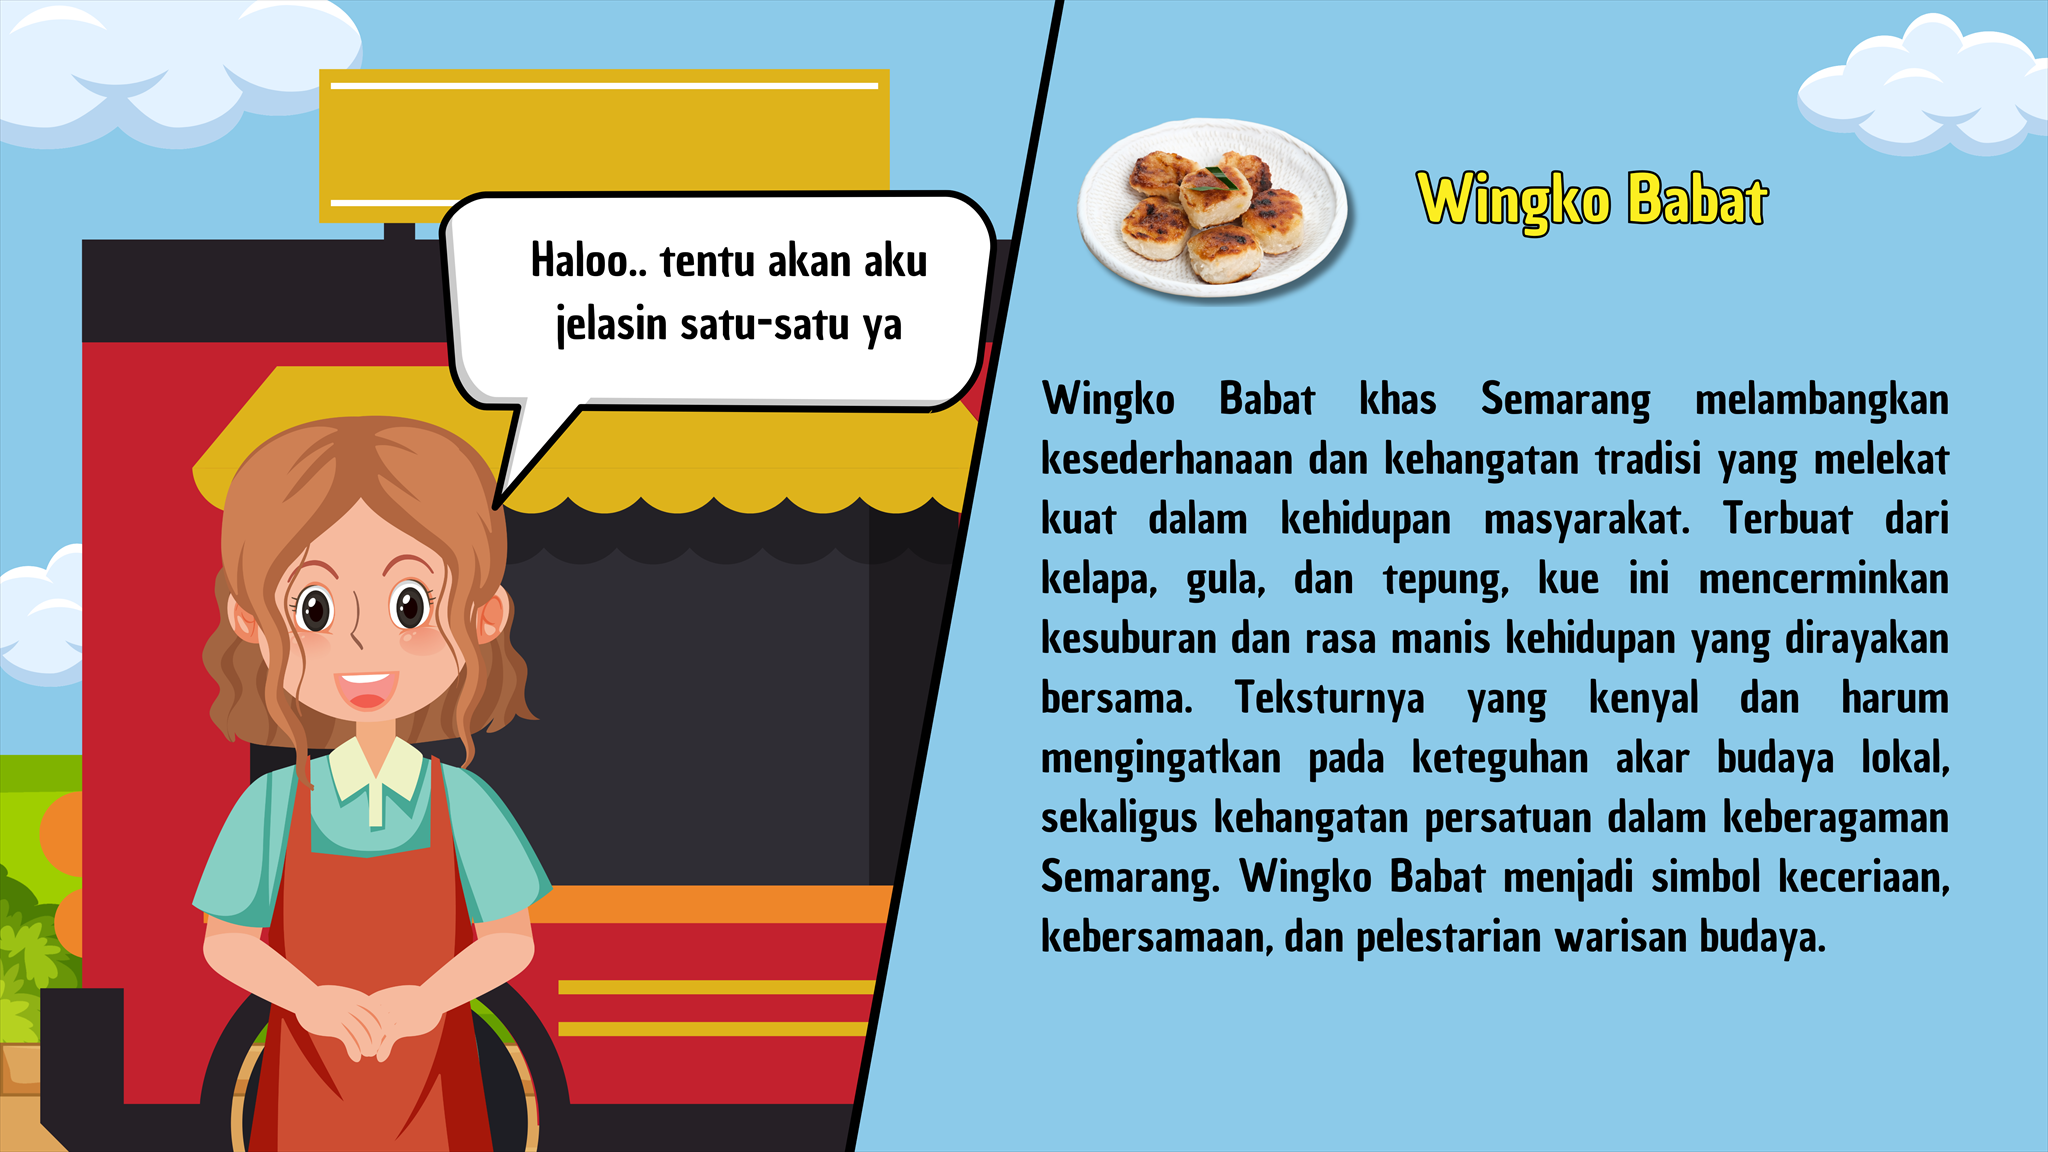 Haloo.. tentu akan aku
jelasin satu-satu ya
Wingko Babat
Wingko Babat khas Semarang melambangkan
kesederhanaan dan kehangatan tradisi yang melekat
kuat dalam kehidupan masyarakat. Terbuat dari
kelapa, gula, dan tepung, kue ini mencerminkan
kesuburan dan rasa manis kehidupan yang dirayakan
bersama. Teksturnya yang kenyal dan harum
mengingatkan pada keteguhan akar budaya lokal,
sekaligus kehangatan persatuan dalam keberagaman
Semarang. Wingko Babat menjadi simbol keceriaan,
kebersamaan, dan pelestarian warisan budaya.